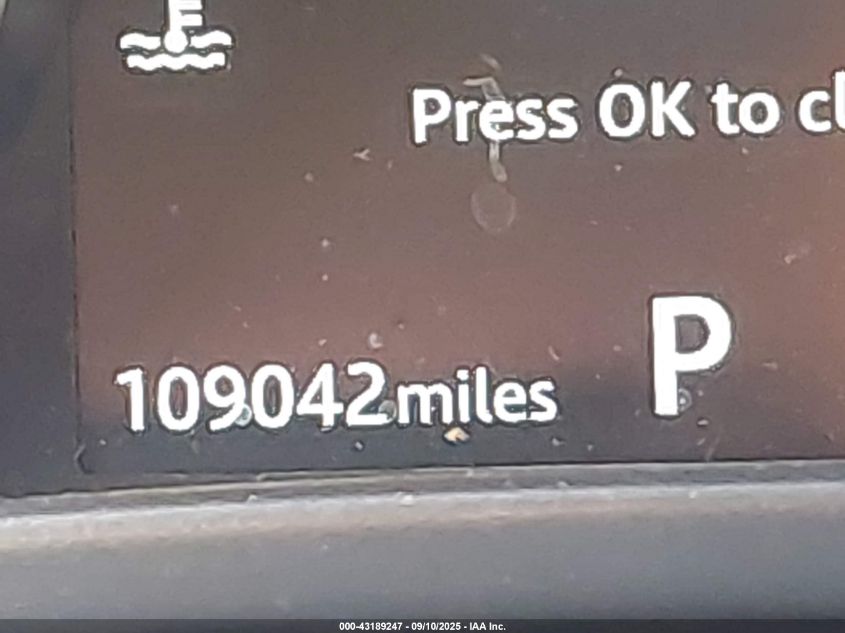 Press OK to cl
P
109042miles
000-43189247 - 09/10/2025 - IAA Inc.